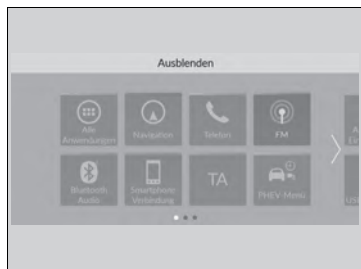 Ausblenden
Alle
Anwendungen
Navigation
Telefon
FM
Bluetooth
Audio
Smartphone-
Verbindung
TA
PHEV-Menü